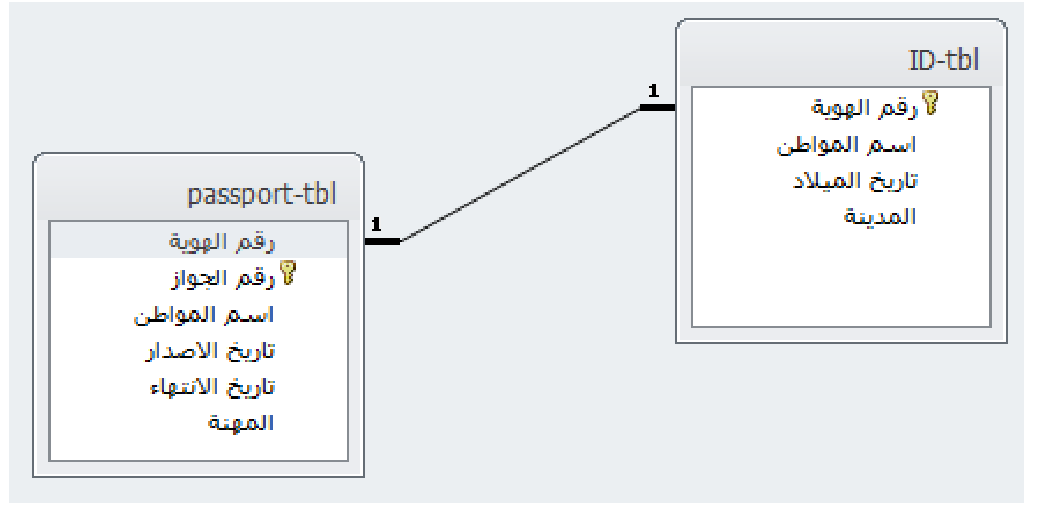 ID-tbl
رقم الهوية
اسم المواطن
تاريخ الميلاد
المدينة
1
1
passport-tbl
رقم الهوية
رقم الجواز
اسم المواطن
تاريخ الاصدار
تاريخ الانتهاء
المهنة